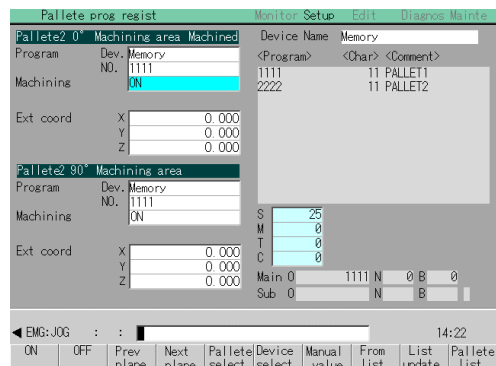 Pallete prog regist
Monitor Setup Edit Diagnos Mainte
Pallete2 0° Machining area Machined
Program Dev. Memory
NO. 1111
Machining ON
Ext coord X 0.000
Y 0.000
Z 0.000
Pallete2 90° Machining area
Program Dev. Memory
NO. 1111
Machining ON
Ext coord X 0.000
Y 0.000
Z 0.000
Device Name Memory
<Program> <Char> <Comment>
1111 11 PALLET1
2222 11 PALLET2
S 25
M 0
T 0
C 0
Main O 1111 N 0 B 0
Sub O N B
EMG:JOG : : 14:22
ON OFF Prev plane Next plane Pallete select Device select Manual value From List List update Pallete List